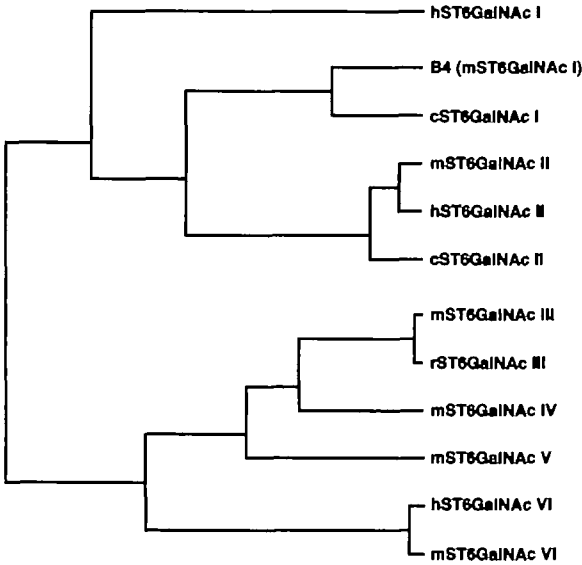 hST6GalNAc I
B4 (mST6GalNAc I)
cST6GalNAc I
mST6GalNAc II
hST6GalNAc II
cST6GalNAc II
mST6GalNAc III
rST6GalNAc III
mST6GalNAc IV
mST6GalNAc V
hST6GalNAc VI
mST6GalNAc VI